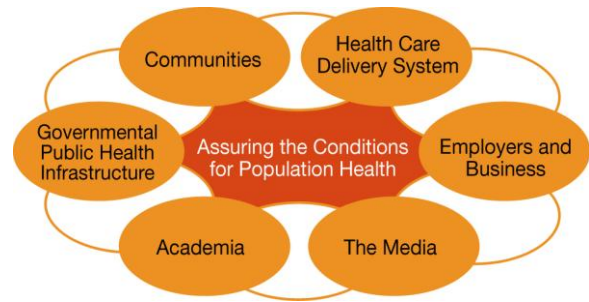 Communities
Health Care
Delivery System
Governmental
Public Health
Infrastructure
Assuring the Conditions
for Population Health
Employers and
Business
Academia
The Media